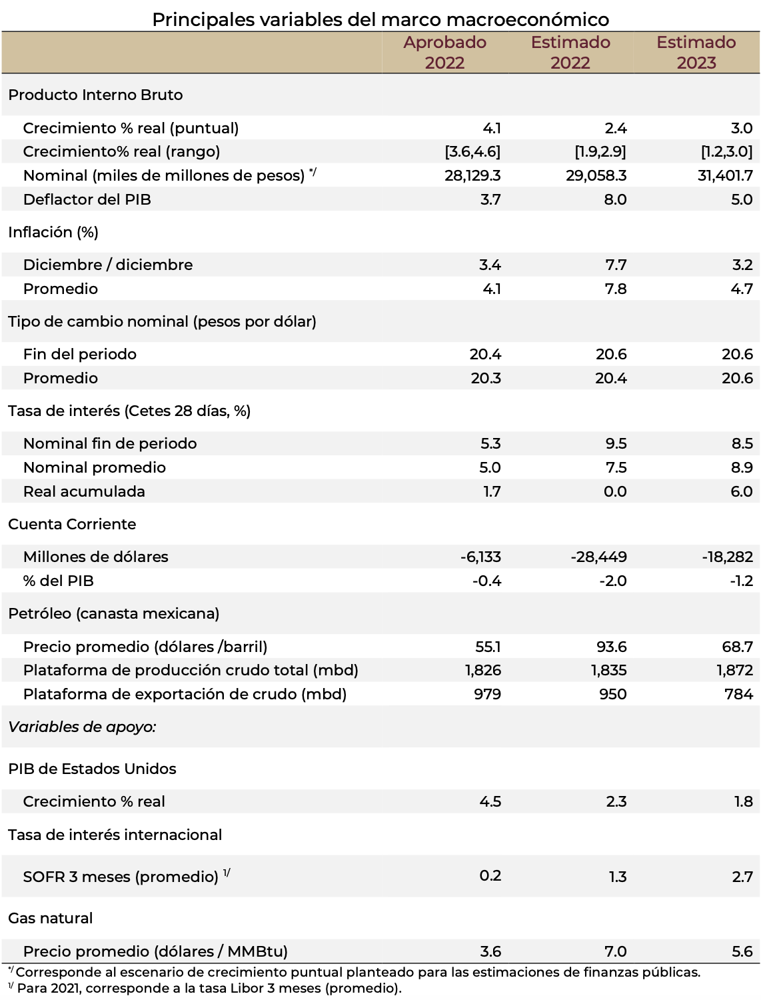 Principales variables del marco macroeconómico
Aprobado 2022 Estimado 2022 Estimado 2023
Producto Interno Bruto
Crecimiento % real (puntual) 4.1 2.4 3.0
Crecimiento% real (rango) [3.6,4.6] [1.9,2.9] [1.2,3.0]
Nominal (miles de millones de pesos) */ 28,129.3 29,058.3 31,401.7
Deflactor del PIB 3.7 8.0 5.0
Inflación (%)
Diciembre / diciembre 3.4 7.7 3.2
Promedio 4.1 7.8 4.7
Tipo de cambio nominal (pesos por dólar)
Fin del periodo 20.4 20.6 20.6
Promedio 20.3 20.4 20.6
Tasa de interés (Cetes 28 días, %)
Nominal fin de periodo 5.3 9.5 8.5
Nominal promedio 5.0 7.5 8.9
Real acumulada 1.7 0.0 6.0
Cuenta Corriente
Millones de dólares -6,133 -28,449 -18,282
% del PIB -0.4 -2.0 -1.2
Petróleo (canasta mexicana)
Precio promedio (dólares /barril) 55.1 93.6 68.7
Plataforma de producción crudo total (mbd) 1,826 1,835 1,872
Plataforma de exportación de crudo (mbd) 979 950 784
Variables de apoyo:
PIB de Estados Unidos
Crecimiento % real 4.5 2.3 1.8
Tasa de interés internacional
SOFR 3 meses (promedio) 1/ 0.2 1.3 2.7
Gas natural
Precio promedio (dólares / MMBtu) 3.6 7.0 5.6
*/ Corresponde al escenario de crecimiento puntual planteado para las estimaciones de finanzas públicas.
1/ Para 2021, corresponde a la tasa Libor 3 meses (promedio).